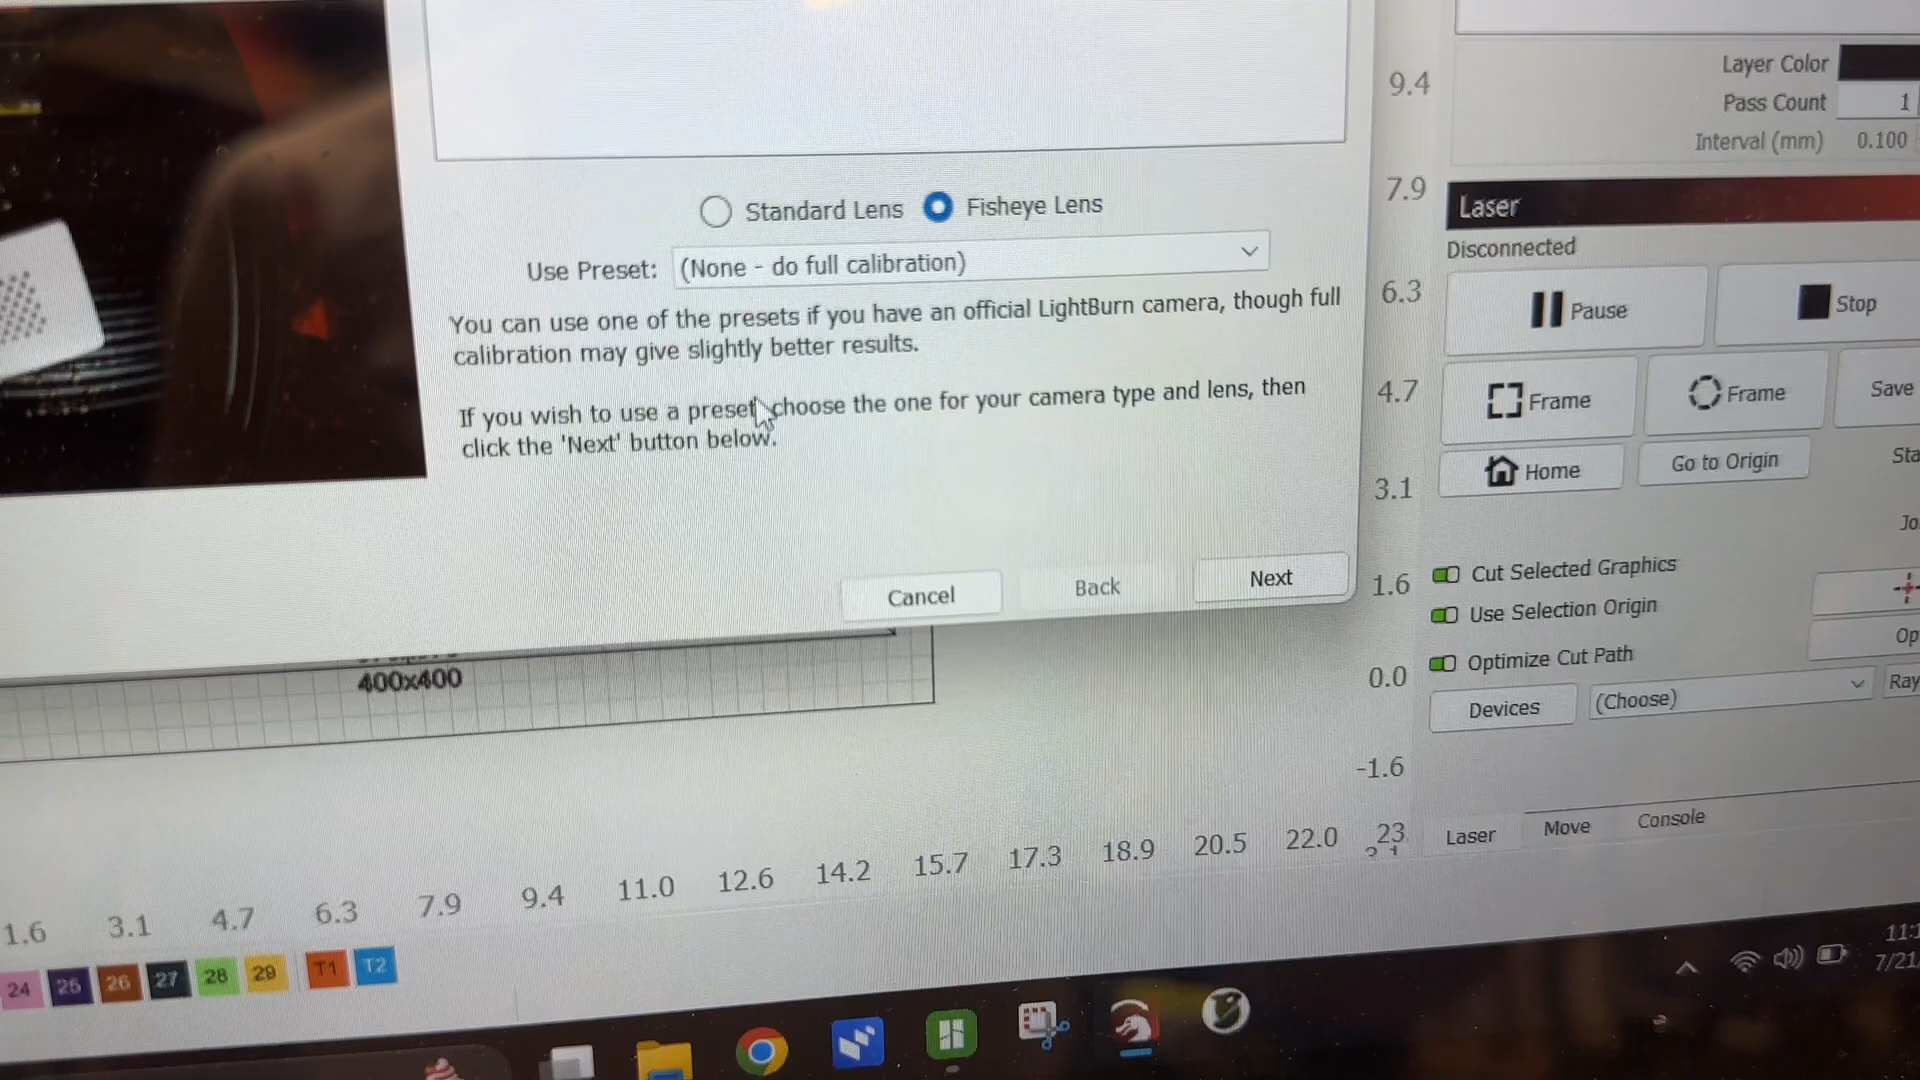 Standard Lens Fisheye Lens
Use Preset: (None - do full calibration)
You can use one of the presets if you have an official LightBurn camera, though full
calibration may give slightly better results.
If you wish to use a preset, choose the one for your camera type and lens, then
click the 'Next' button below.
Cancel Back Next
400x400
9.4
7.9
6.3
4.7
3.1
1.6
0.0
-1.6
1.6 3.1 4.7 6.3 7.9 9.4 11.0 12.6 14.2 15.7 17.3 18.9 20.5 22.0 23
24 25 26 27 28 29 T1 T2
Layer Color
Pass Count 1
Interval (mm) 0.100
Laser
Disconnected
Pause Stop
Frame Frame Save
Home Go to Origin Sta
Jo
Cut Selected Graphics
Use Selection Origin
Op
Optimize Cut Path
Devices (Choose) Ray
Laser Move Console
11:
7/21/